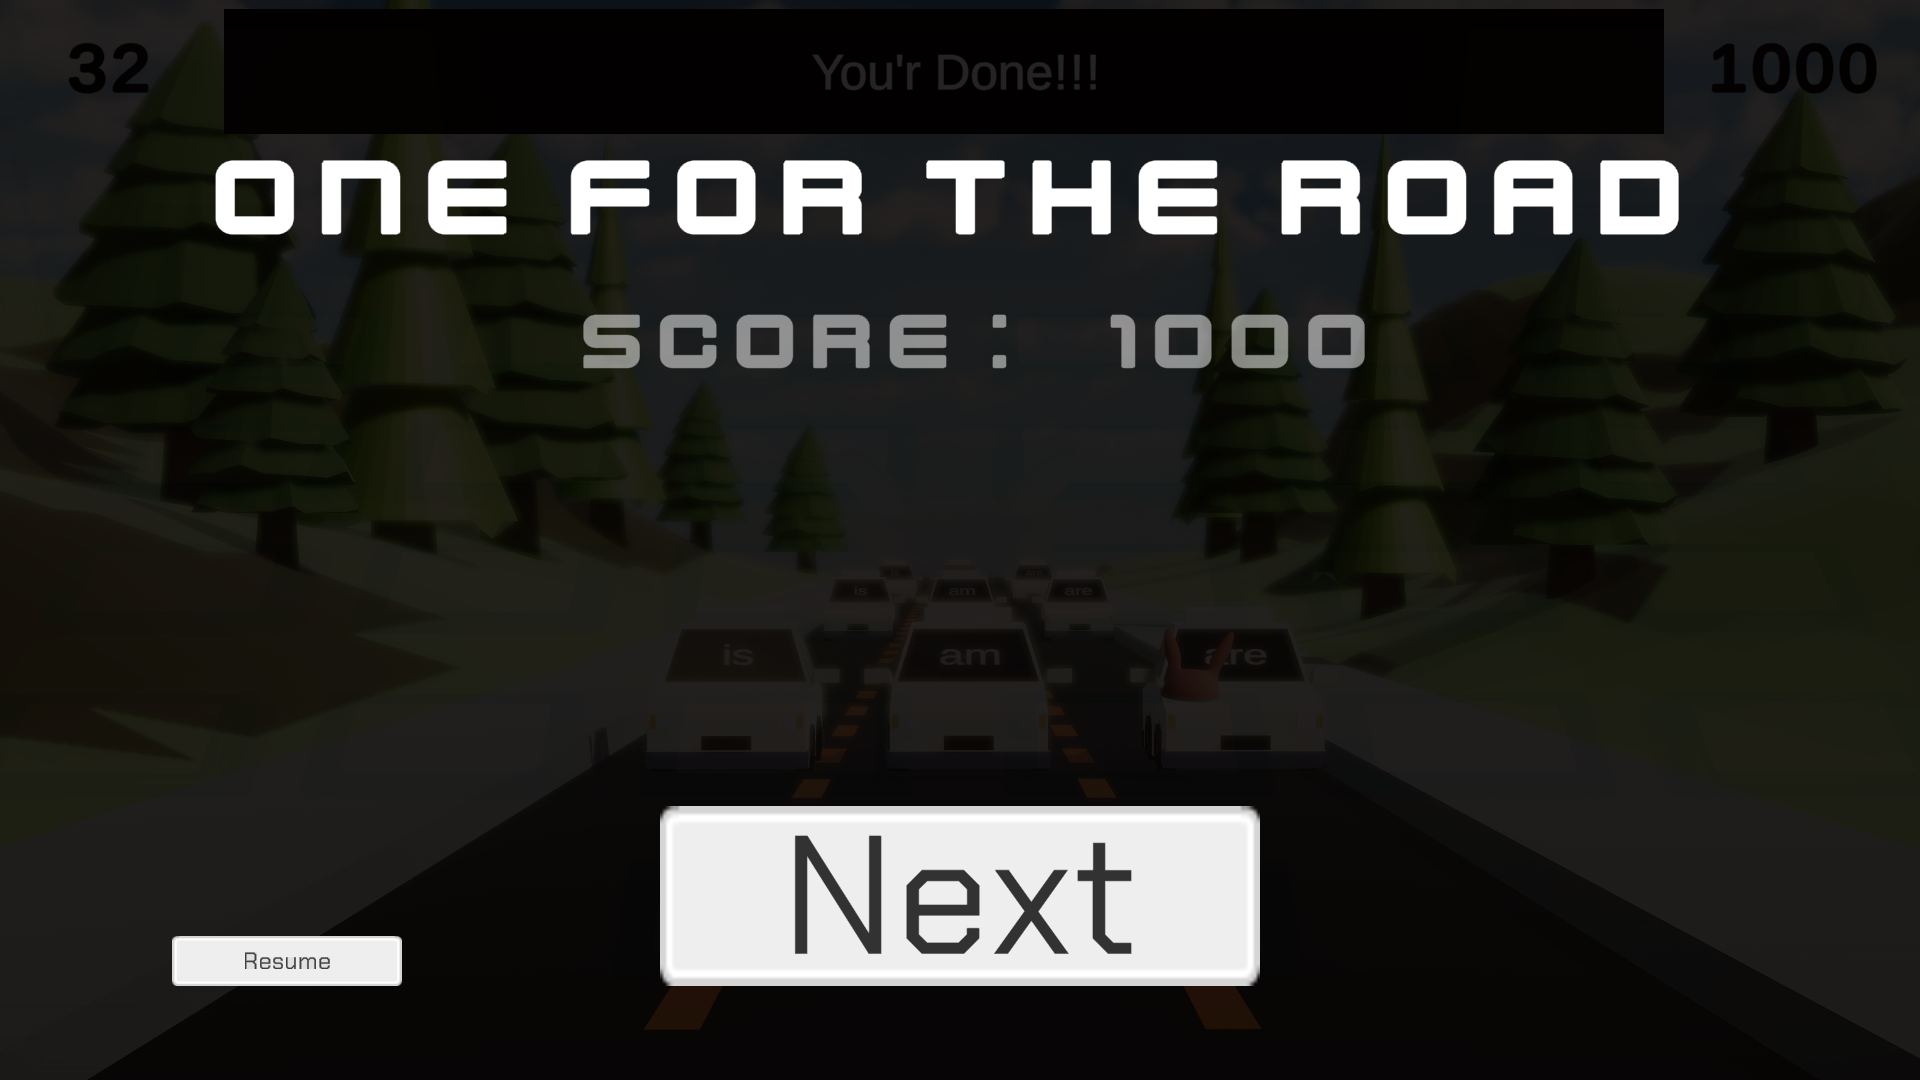 32
You'r Done!!!
1000
ONE FOR THE ROAD
SCORE : 1000
is am are
is am are
Next
Resume